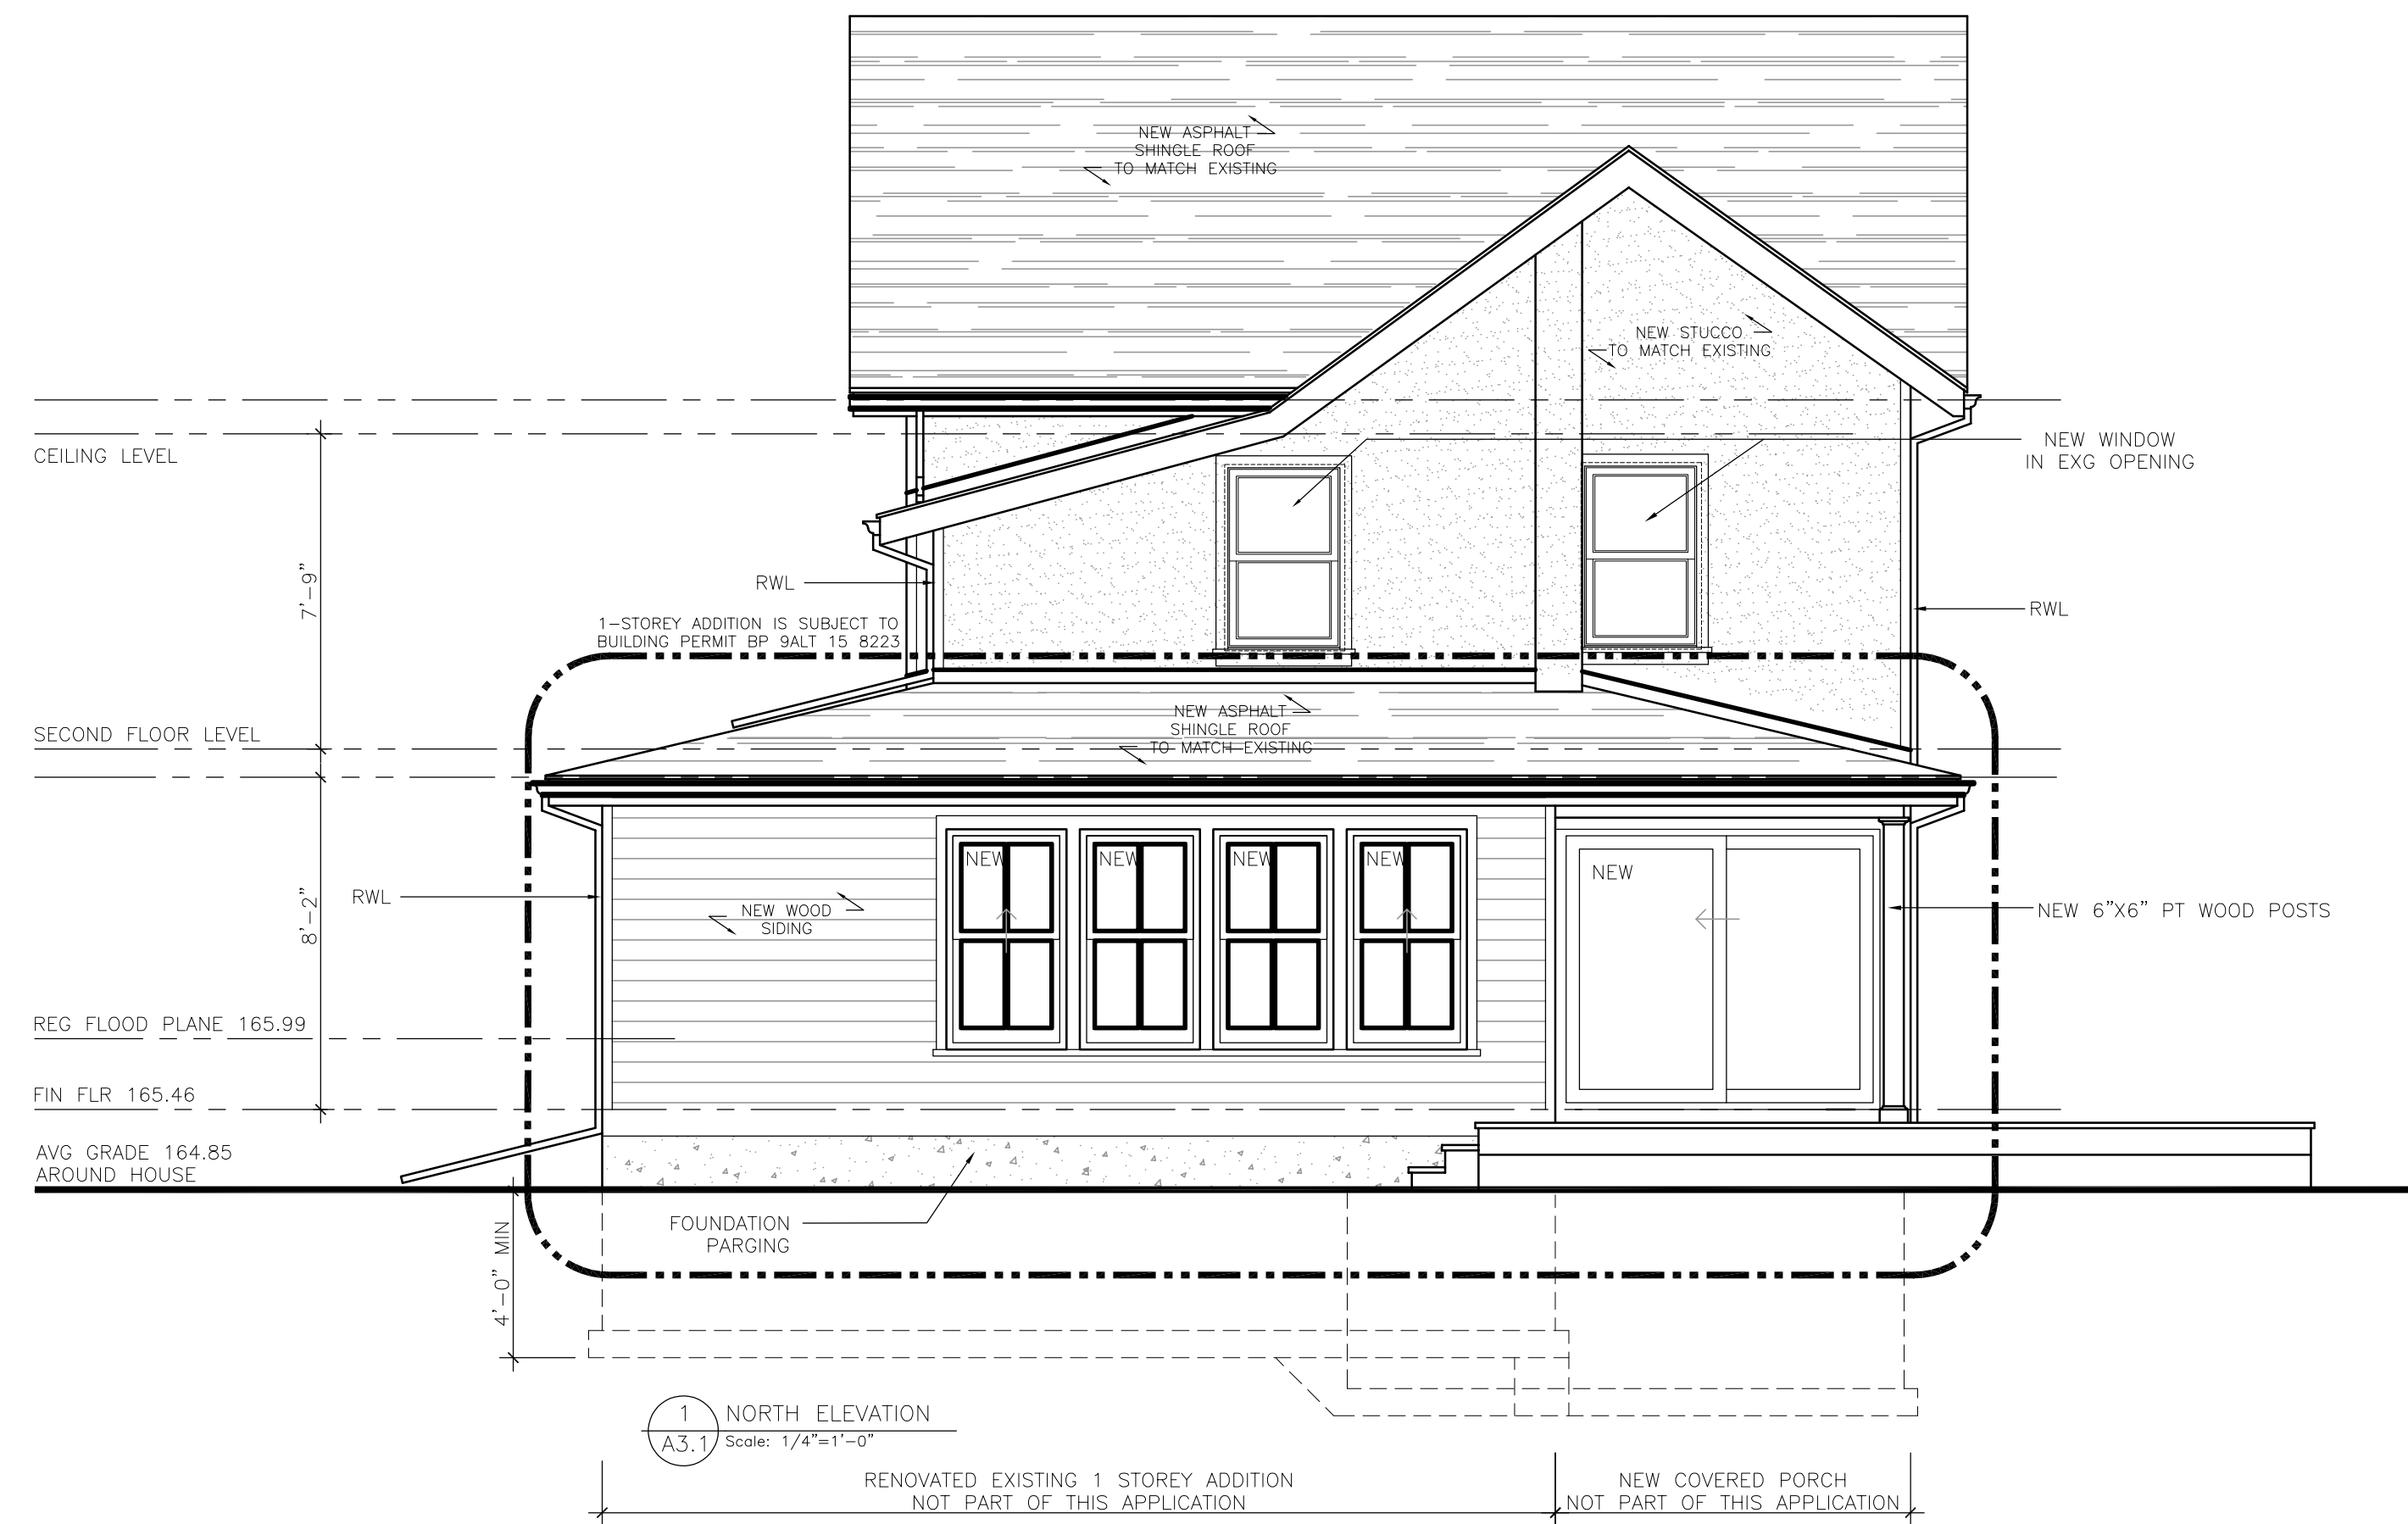 NEW ASPHALT
SHINGLE ROOF
TO MATCH EXISTING
NEW STUCCO
TO MATCH EXISTING
CEILING LEVEL
NEW WINDOW
IN EXG OPENING
7'-9"
RWL
RWL
1-STOREY ADDITION IS SUBJECT TO
BUILDING PERMIT BP 9ALT 15 8223
NEW ASPHALT
SHINGLE ROOF
TO MATCH EXISTING
SECOND FLOOR LEVEL
NEW
NEW
NEW
NEW
NEW
8'-2"
RWL
NEW WOOD
SIDING
NEW 6"X6" PT WOOD POSTS
REG FLOOD PLANE 165.99
FIN FLR 165.46
AVG GRADE 164.85
AROUND HOUSE
FOUNDATION
PARGING
4'-0" MIN
1
A3.1
NORTH ELEVATION
Scale: 1/4"=1'-0"
RENOVATED EXISTING 1 STOREY ADDITION
NOT PART OF THIS APPLICATION
NEW COVERED PORCH
NOT PART OF THIS APPLICATION